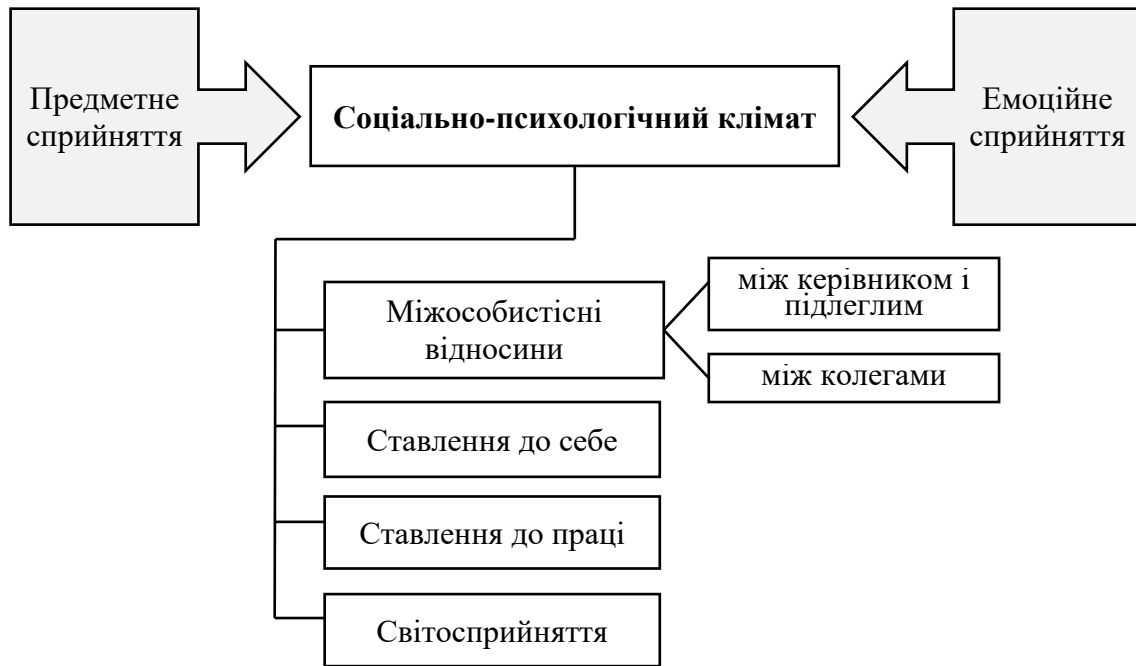 Предметне
сприйняття
Соціально-психологічний клімат
Емоційне
сприйняття
Міжособистісні
відносини
між керівником і
підлеглим
між колегами
Ставлення до себе
Ставлення до праці
Світосприйняття